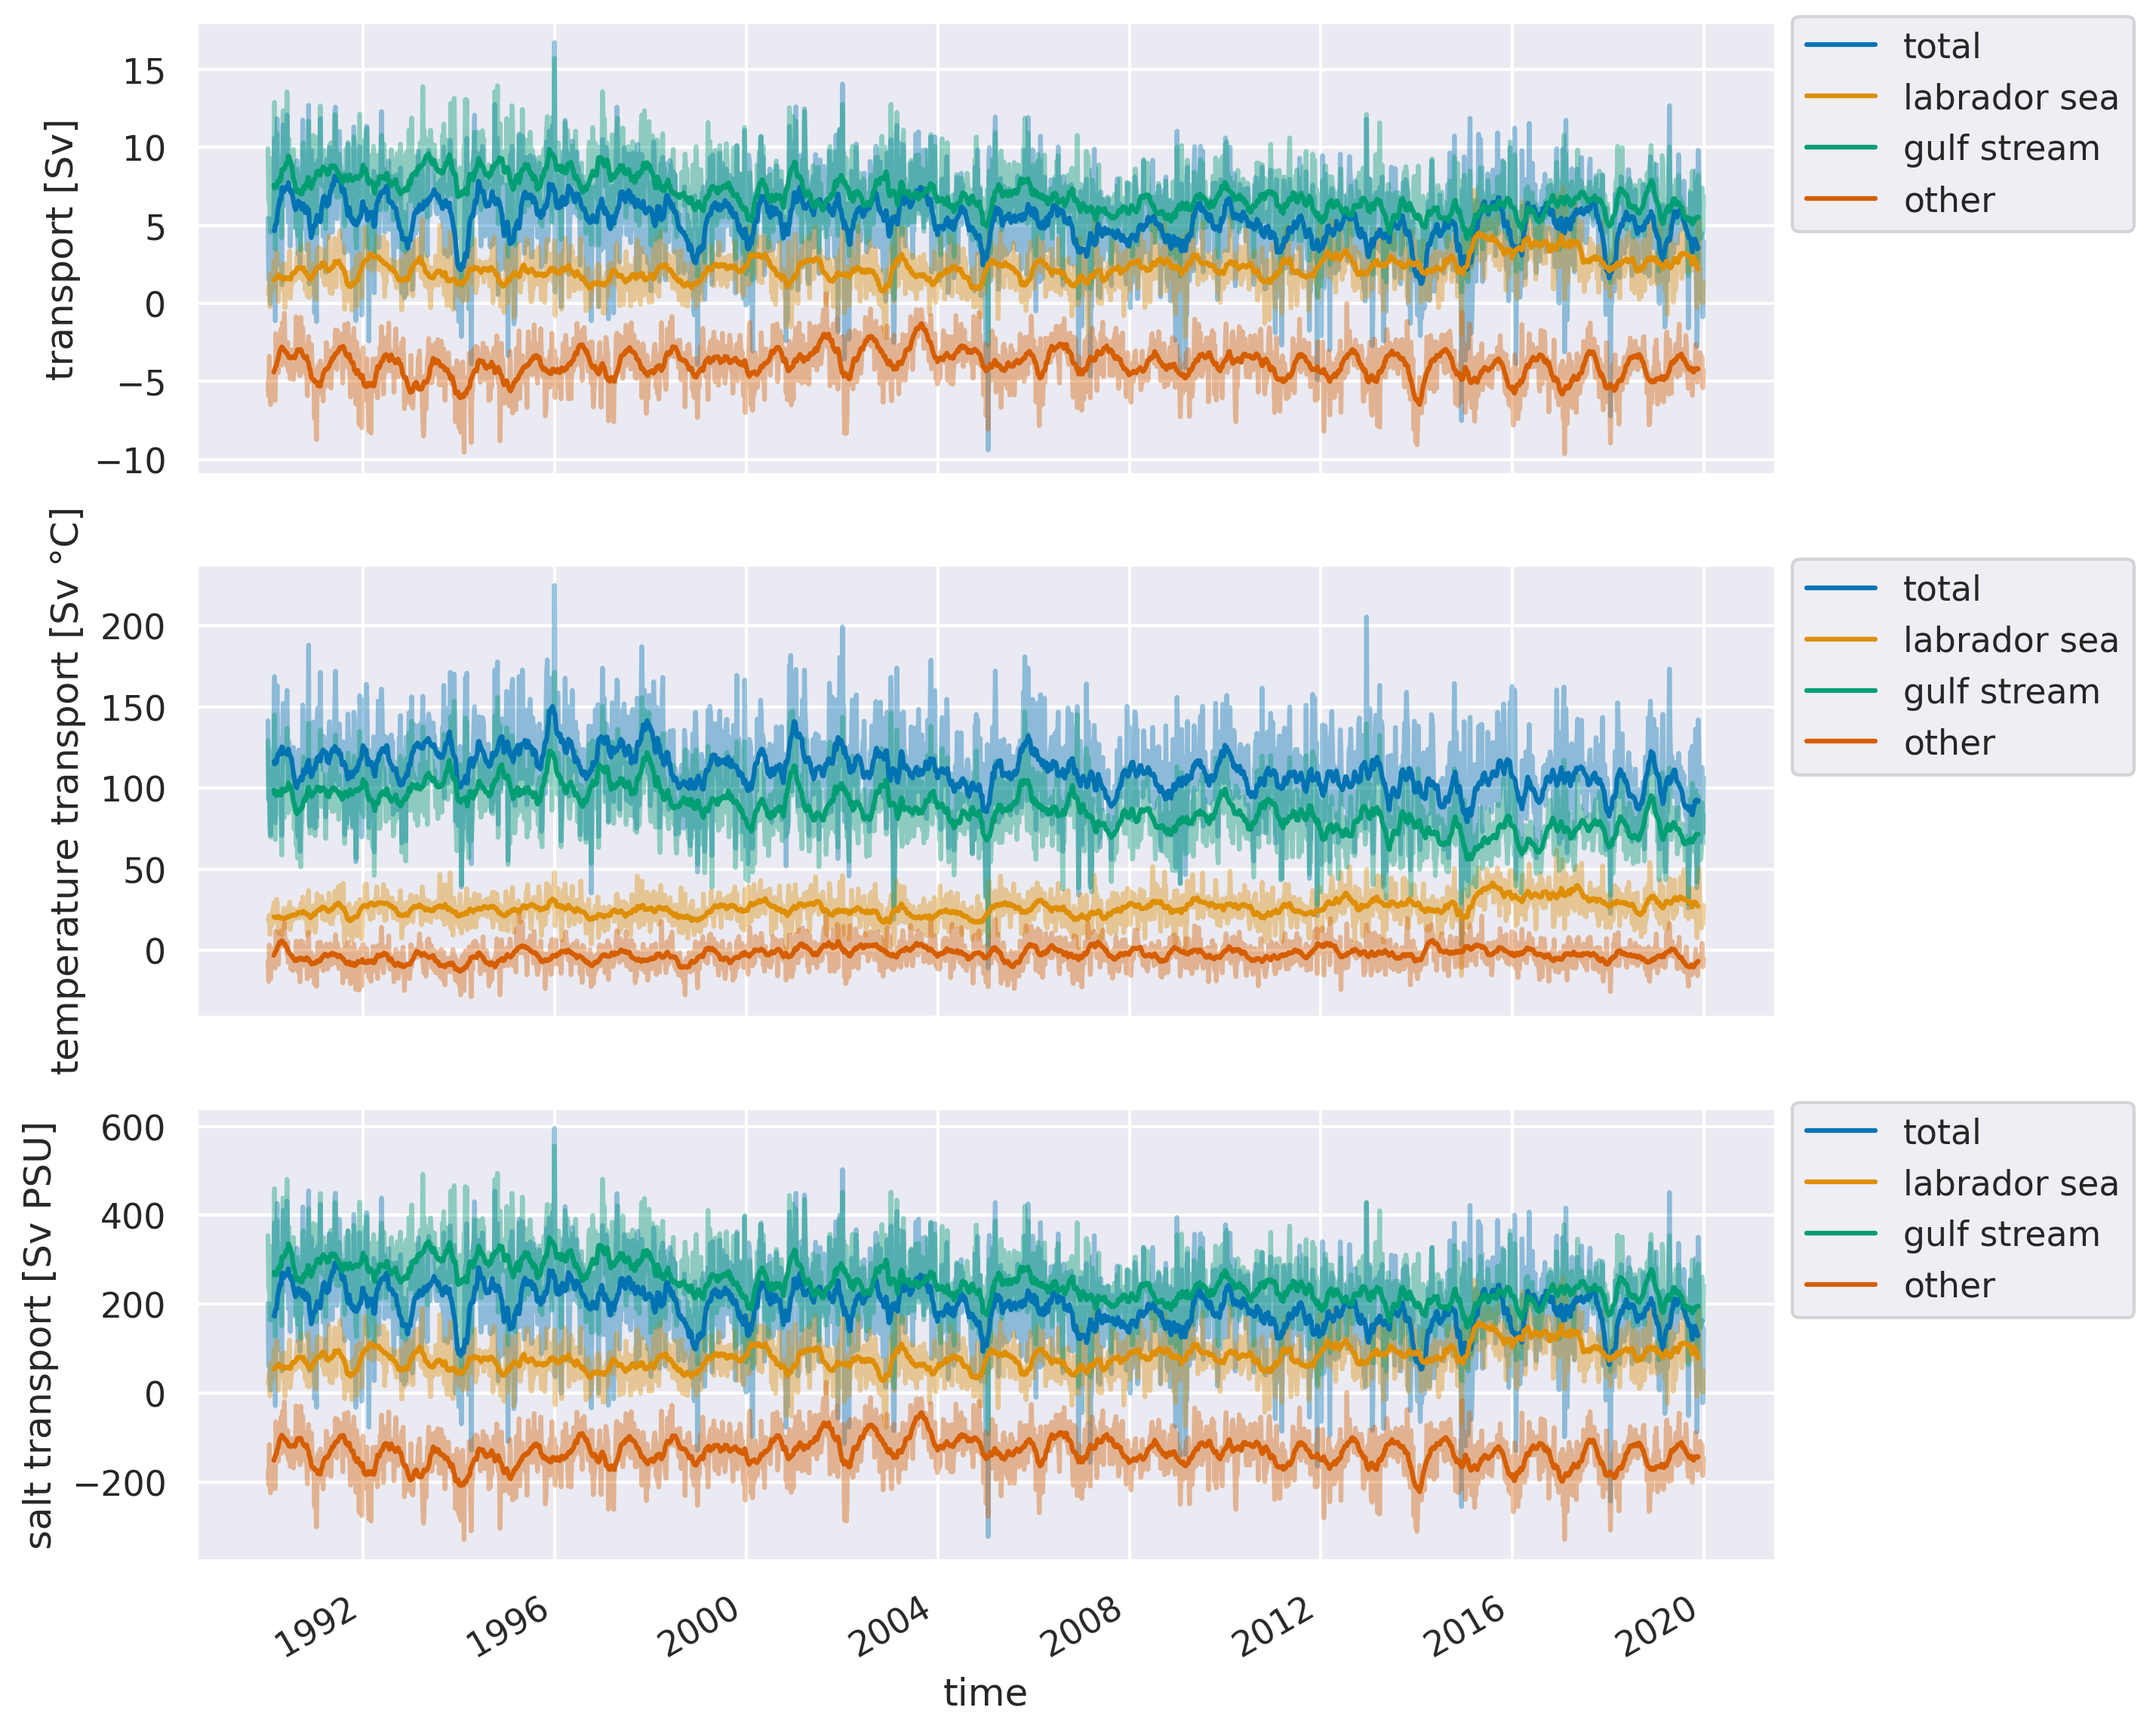 transport [Sv]
15
10
5
0
−5
−10
total
labrador sea
gulf stream
other
temperature transport [Sv °C]
200
150
100
50
0
total
labrador sea
gulf stream
other
salt transport [Sv PSU]
600
400
200
0
−200
total
labrador sea
gulf stream
other
1992
1996
2000
2004
2008
2012
2016
2020
time